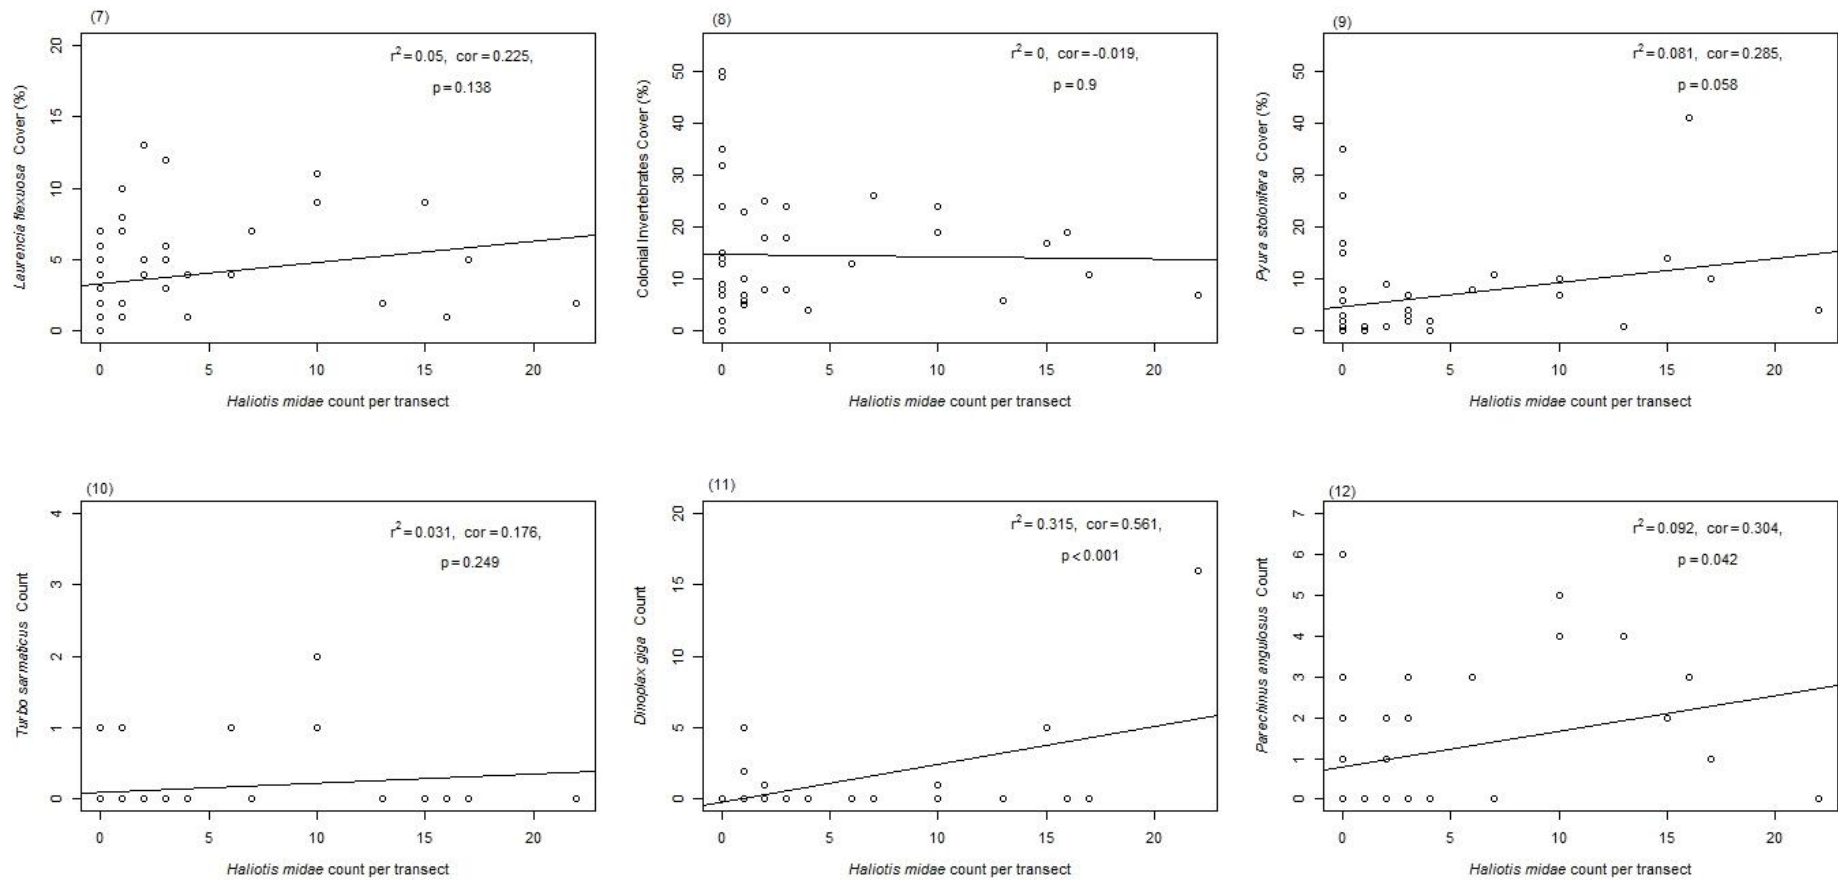 (7)
r²=0.05, cor=0.225,
p=0.138
20
15
10
5
0
Laurencia flexuosa Cover (%)
0 5 10 15 20
Haliotis midae count per transect
(8)
r²=0, cor=-0.019,
p=0.9
50
40
30
20
10
0
Colonial Invertebrates Cover (%)
0 5 10 15 20
Haliotis midae count per transect
(9)
r²=0.081, cor=0.285,
p=0.058
50
40
30
20
10
0
Pyura stolonifera Cover (%)
0 5 10 15 20
Haliotis midae count per transect
(10)
r²=0.031, cor=0.176,
p=0.249
4
3
2
1
0
Turbo sarmaticus Count
0 5 10 15 20
Haliotis midae count per transect
(11)
r²=0.315, cor=0.561,
p<0.001
20
15
10
5
0
Dinoplax giga Count
0 5 10 15 20
Haliotis midae count per transect
(12)
r²=0.092, cor=0.304,
p=0.042
7
6
5
4
3
2
1
0
Parechinus angulosus Count
0 5 10 15 20
Haliotis midae count per transect